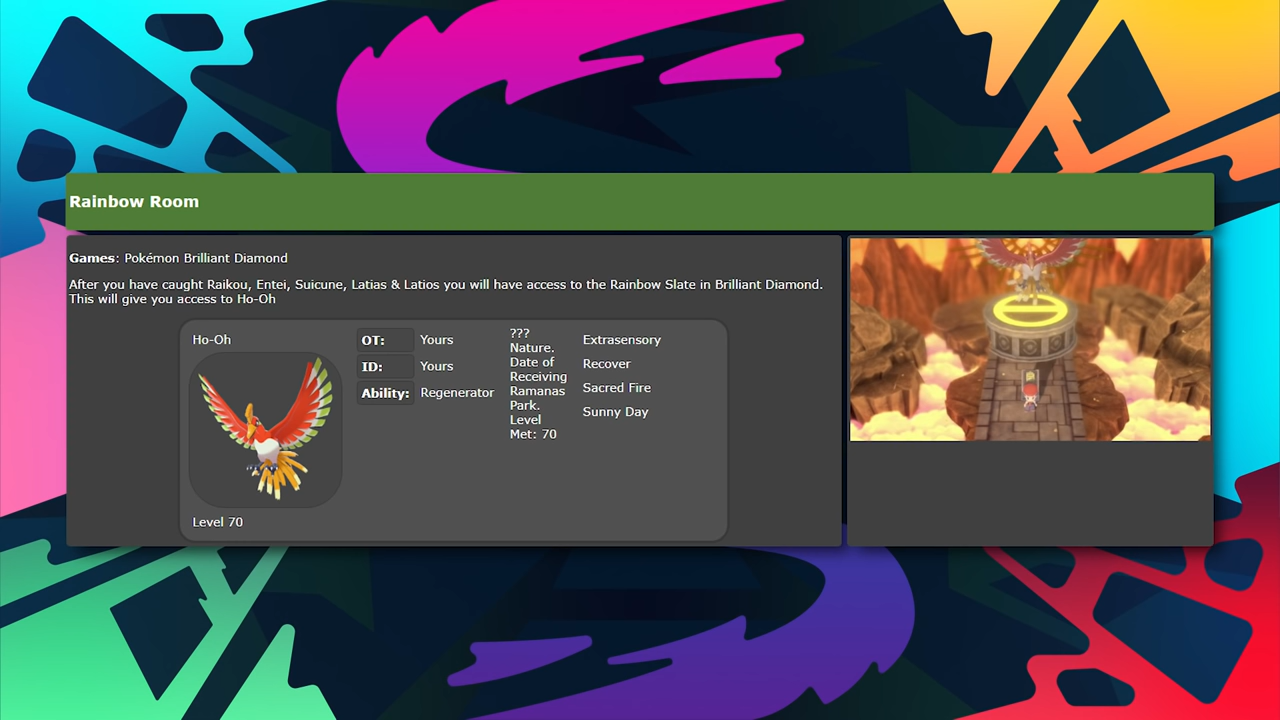 Rainbow Room
Games: Pokémon Brilliant Diamond
After you have caught Raikou, Entei, Suicune, Latias & Latios you will have access to the Rainbow Slate in Brilliant Diamond.
This will give you access to Ho-Oh
Ho-Oh
Level 70
OT: Yours
ID: Yours
Ability: Regenerator
???
Nature.
Date of
Receiving
Ramanas
Park.
Level
Met: 70
Extrasensory
Recover
Sacred Fire
Sunny Day